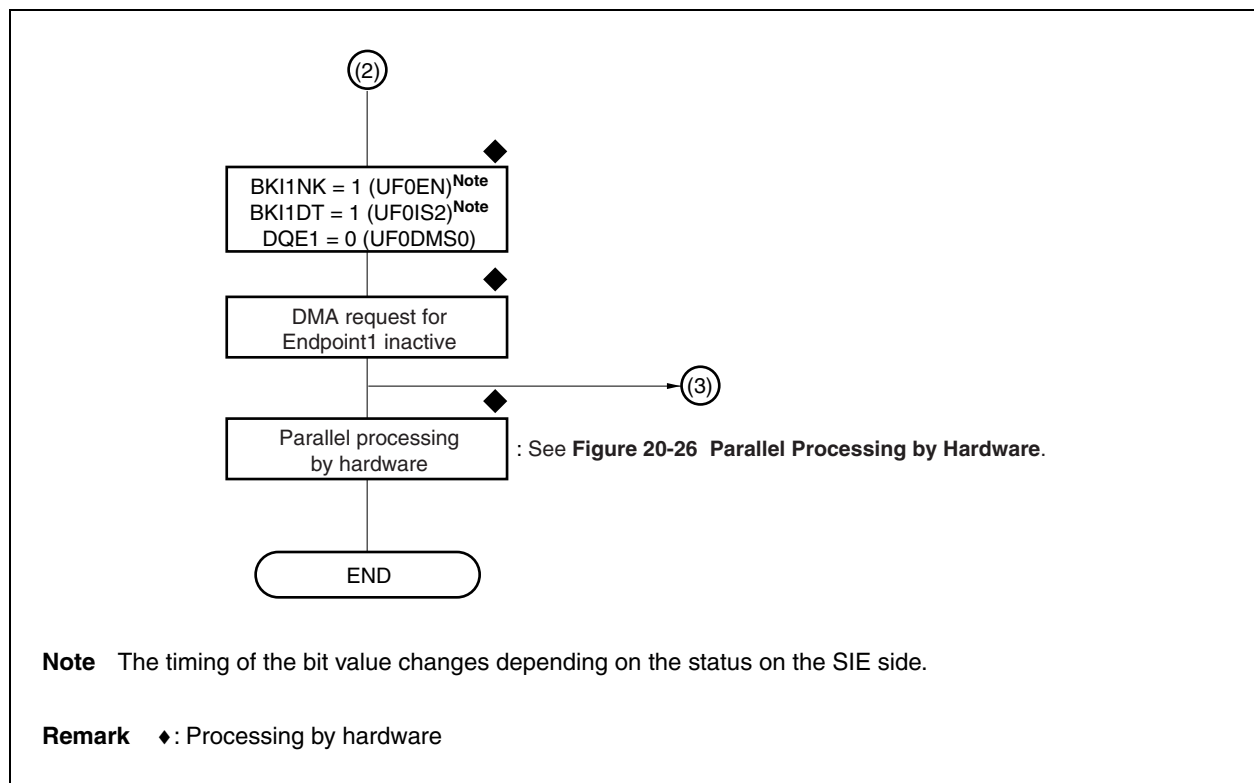 (2)
BKI1NK = 1 (UF0EN)Note
BKI1DT = 1 (UF0IS2)Note
DQE1 = 0 (UF0DMS0)
DMA request for
Endpoint1 inactive
(3)
Parallel processing
by hardware
: See Figure 20-26 Parallel Processing by Hardware.
END
Note The timing of the bit value changes depending on the status on the SIE side.
Remark ♦: Processing by hardware